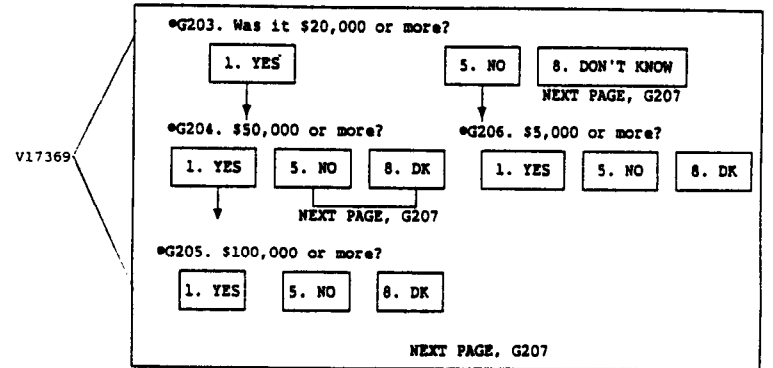 ●G203. Was it $20,000 or more?
1. YES
5. NO
8. DON'T KNOW
NEXT PAGE, G207
●G204. $50,000 or more?
●G206. $5,000 or more?
V17369
1. YES
5. NO
8. DK
1. YES
5. NO
8. DK
NEXT PAGE, G207
●G205. $100,000 or more?
1. YES
5. NO
8. DK
NEXT PAGE, G207